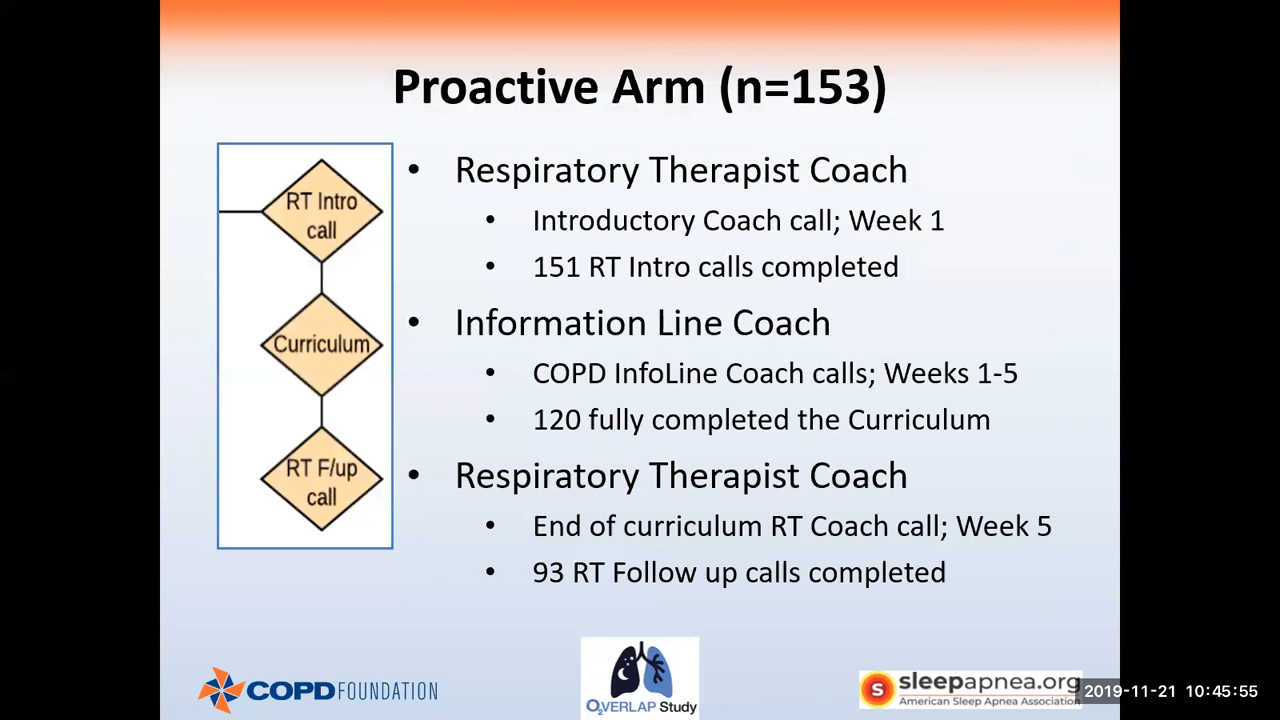 Proactive Arm (n=153)
RT Intro
call
Curriculum
RT F/up
call
• Respiratory Therapist Coach
• Introductory Coach call; Week 1
• 151 RT Intro calls completed
• Information Line Coach
• COPD InfoLine Coach calls; Weeks 1-5
• 120 fully completed the Curriculum
• Respiratory Therapist Coach
• End of curriculum RT Coach call; Week 5
• 93 RT Follow up calls completed
COPDFOUNDATION
O2VERLAP Study
S sleepapnea.org
American Sleep Apnea Association
2019-11-21 10:45:55